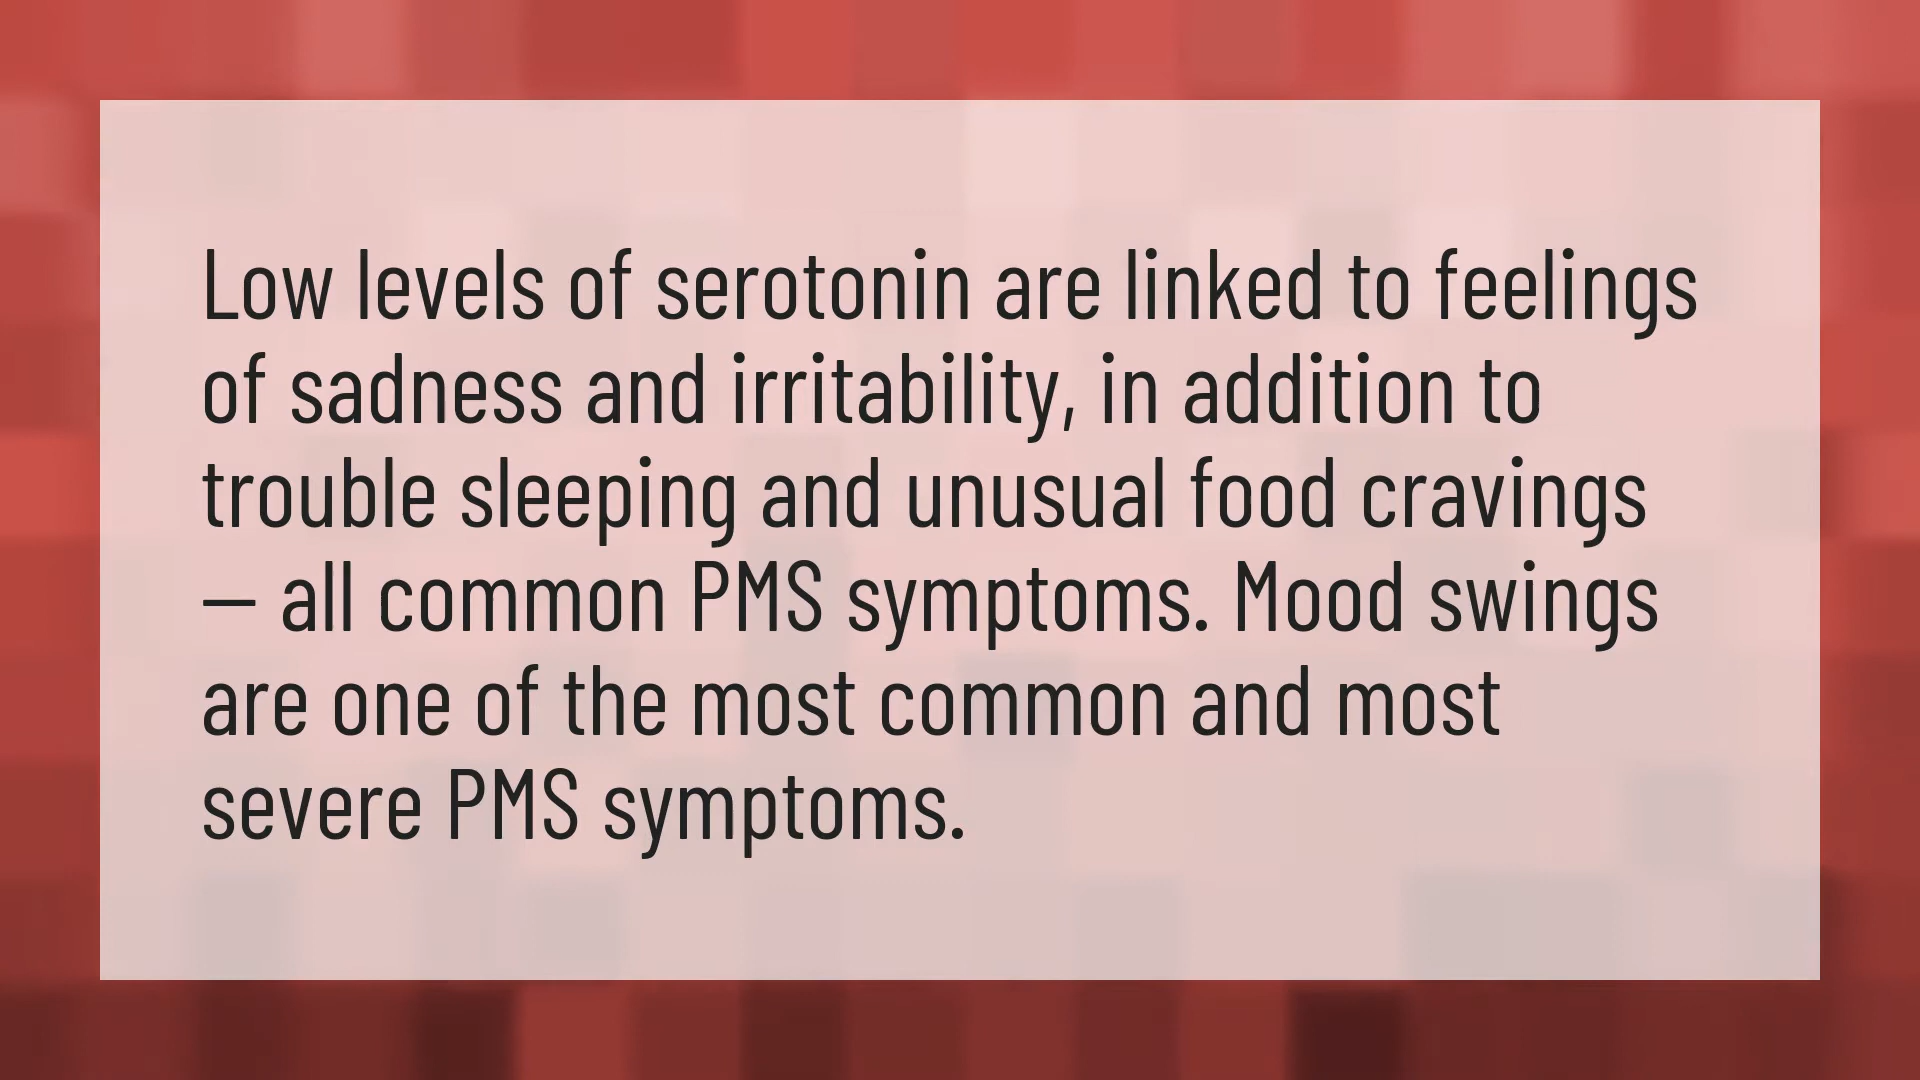 Low levels of serotonin are linked to feelings
of sadness and irritability, in addition to
trouble sleeping and unusual food cravings
— all common PMS symptoms. Mood swings
are one of the most common and most
severe PMS symptoms.